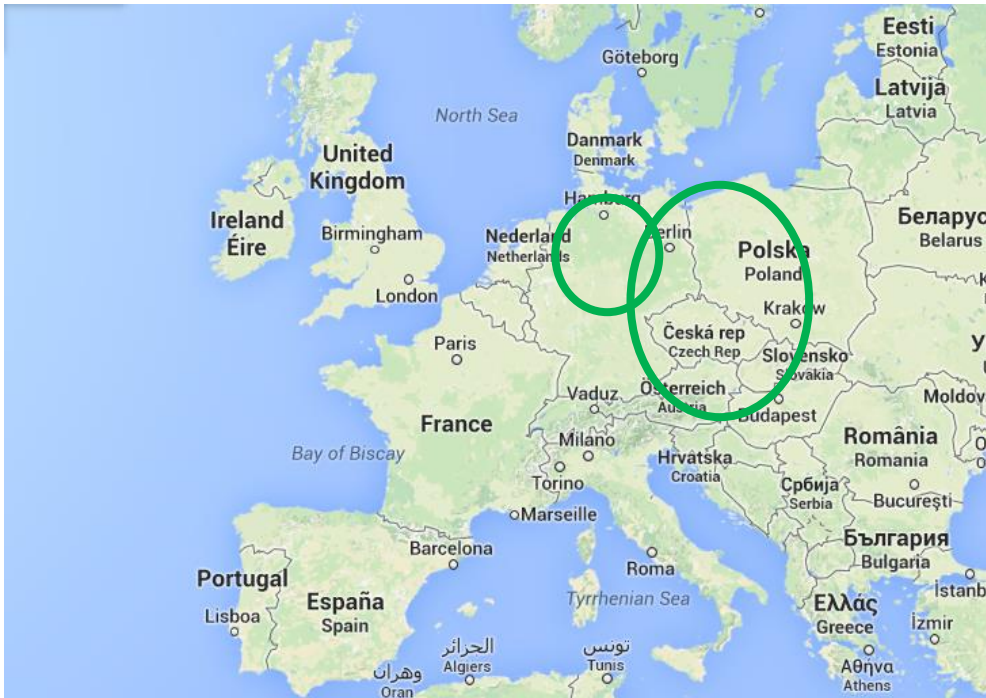 Eesti
Estonia
Göteborg
Latvija
Latvia
North Sea
Danmark
Denmark
United
Kingdom
Hamburg
Ireland
Éire
Беларус
Belarus
Birmingham
Nederland
Netherlands
Berlin
Polska
Poland
London
Kraków
Česká rep
Czech Rep
Paris
Slovensko
Slovakia
У
Vaduz
Österreich
Austria
Moldov
Budapest
France
Milano
România
Romania
Bay of Biscay
Hrvatska
Croatia
Torino
Србија
Serbia
București
Marseille
България
Bulgaria
Barcelona
Roma
Portugal
España
Spain
Tyrrhenian Sea
İstanb
Lisboa
Ελλάς
Greece
İzmir
الجزائر
Algiers
تونس
Tunis
وهران
Oran
Αθήνα
Athens